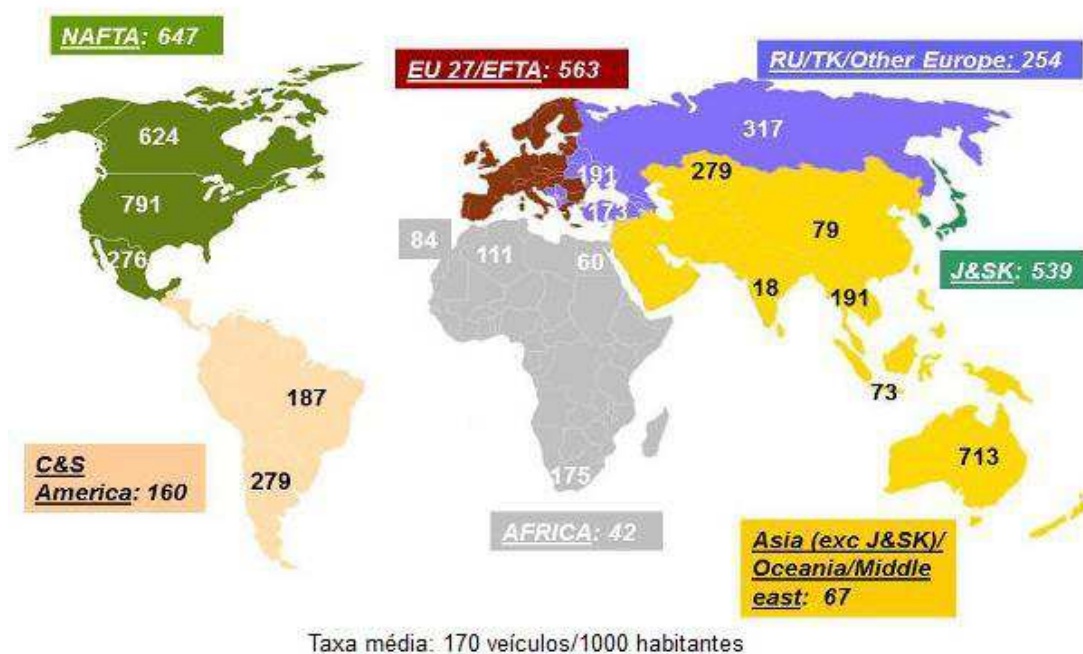 NAFTA: 647
EU 27/EFTA: 563
RU/TK/Other Europe: 254
624
317
791
191
279
173
276
84
111
60
79
J&SK: 539
18
191
73
187
C&S
America: 160
279
175
713
AFRICA: 42
Asia (exc J&SK)/
Oceania/Middle
east: 67
Taxa média: 170 veículos/1000 habitantes